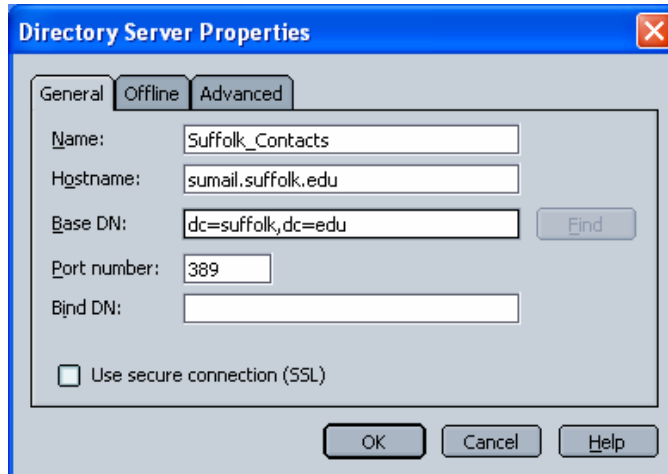 Directory Server Properties
General Offline Advanced
Name: Suffolk_Contacts
Hostname: sumail.suffolk.edu
Base DN: dc=suffolk,dc=edu Find
Port number: 389
Bind DN:
Use secure connection (SSL)
OK Cancel Help